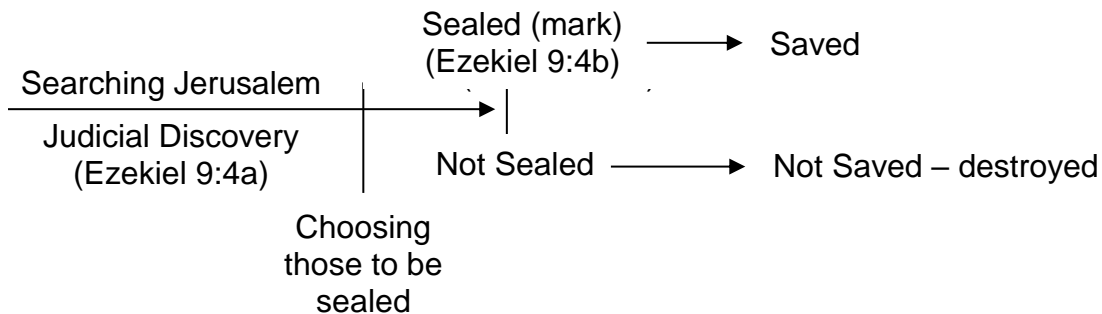 Sealed (mark)
(Ezekiel 9:4b)
Saved
Searching Jerusalem
Judicial Discovery
(Ezekiel 9:4a)
Not Sealed
Not Saved – destroyed
Choosing
those to be
sealed